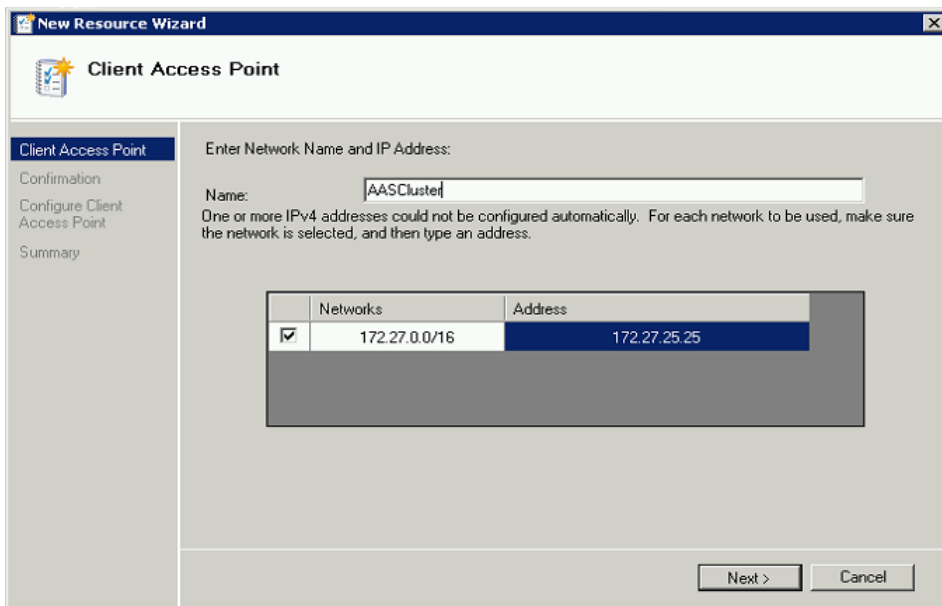 New Resource Wizard
Client Access Point
Client Access Point
Confirmation
Configure Client
Access Point
Summary
Enter Network Name and IP Address:
Name: AASCluster
One or more IPv4 addresses could not be configured automatically. For each network to be used, make sure
the network is selected, and then type an address.
Networks Address
172.27.0.0/16 172.27.25.25
Next > Cancel